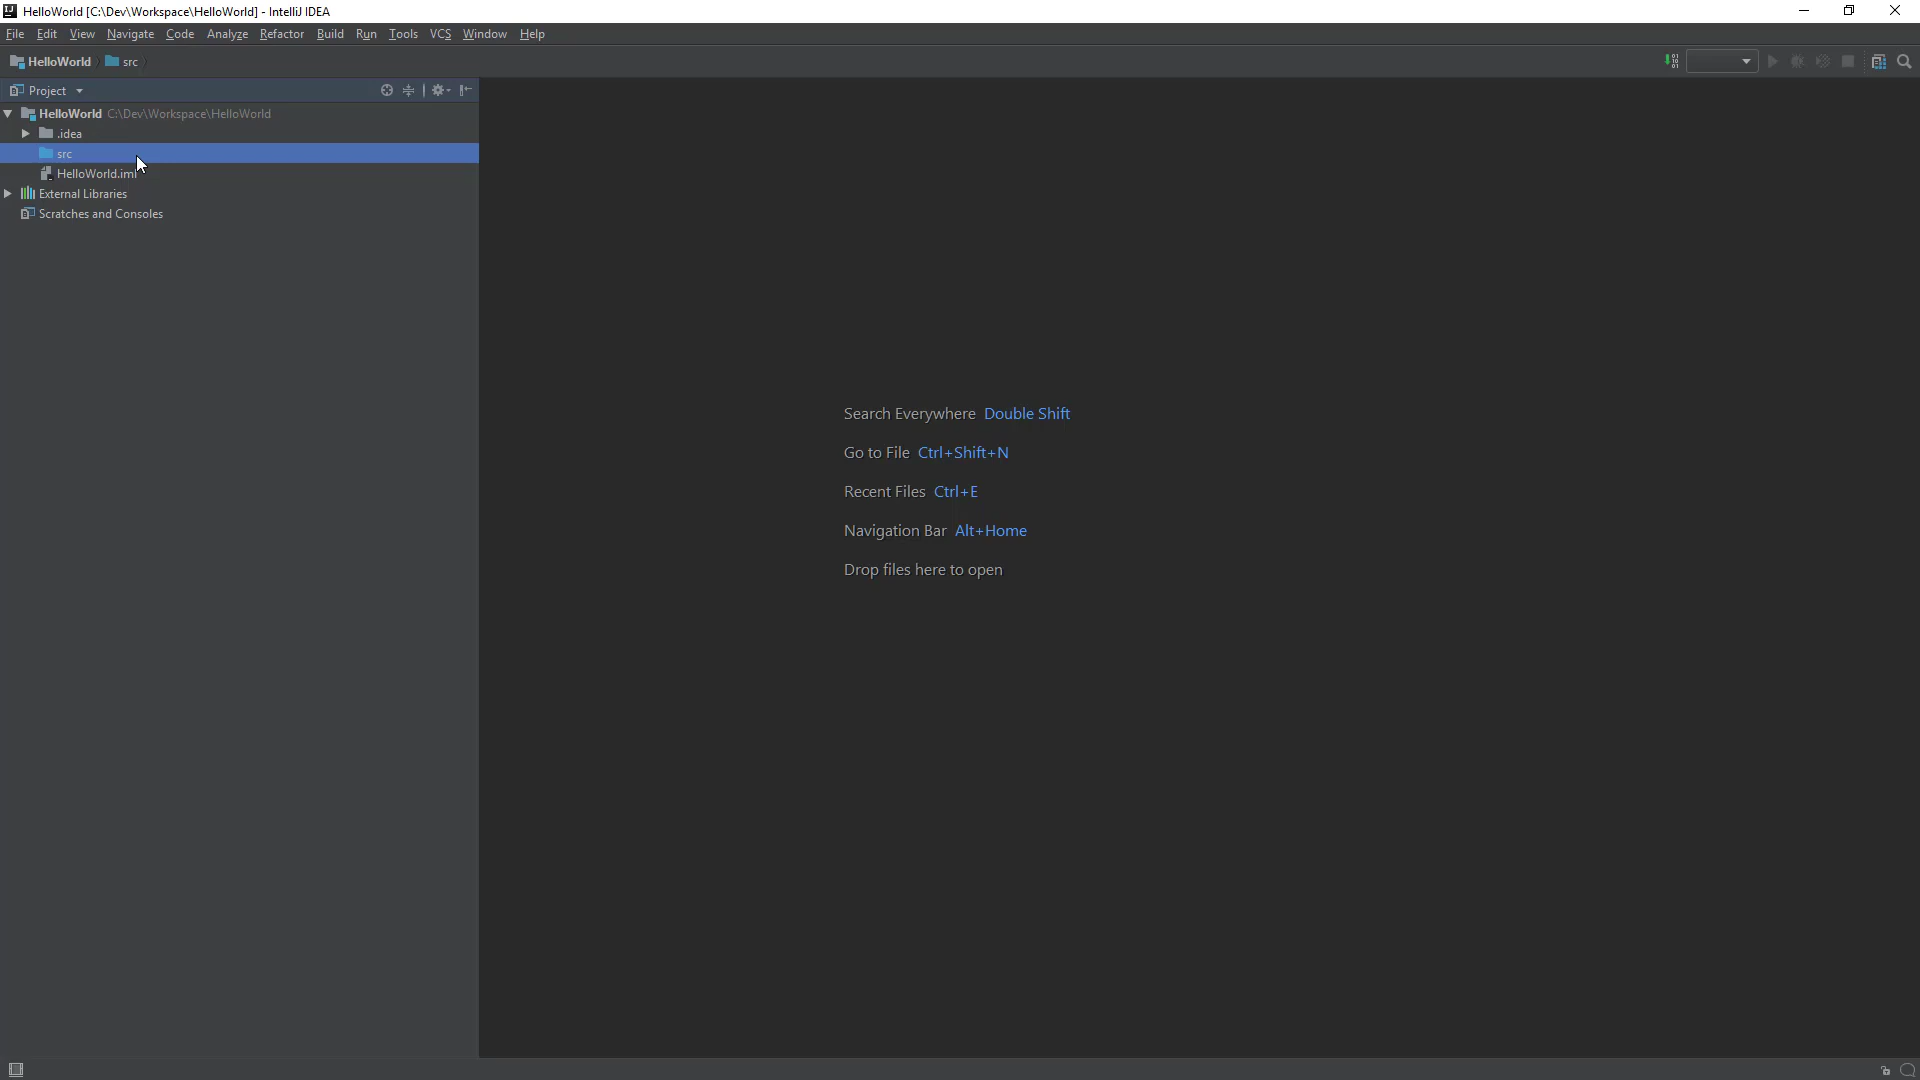 HelloWorld [C:\Dev\Workspace\HelloWorld] - IntelliJ IDEA
File Edit View Navigate Code Analyze Refactor Build Run Tools VCS Window Help
HelloWorld src
Project
HelloWorld C:\Dev\Workspace\HelloWorld
.idea
src
HelloWorld.iml
External Libraries
Scratches and Consoles
Search Everywhere Double Shift
Go to File Ctrl+Shift+N
Recent Files Ctrl+E
Navigation Bar Alt+Home
Drop files here to open